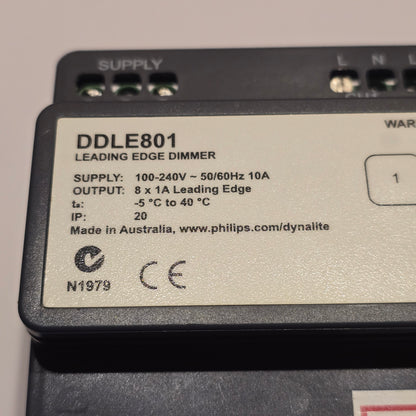 SUPPLY
L N L
WAR
DDLE801
LEADING EDGE DIMMER
SUPPLY: 100-240V ~ 50/60Hz 10A
OUTPUT: 8 x 1A Leading Edge
tₐ: -5 °C to 40 °C
IP: 20
Made in Australia, www.philips.com/dynalite
1
N1979
CE